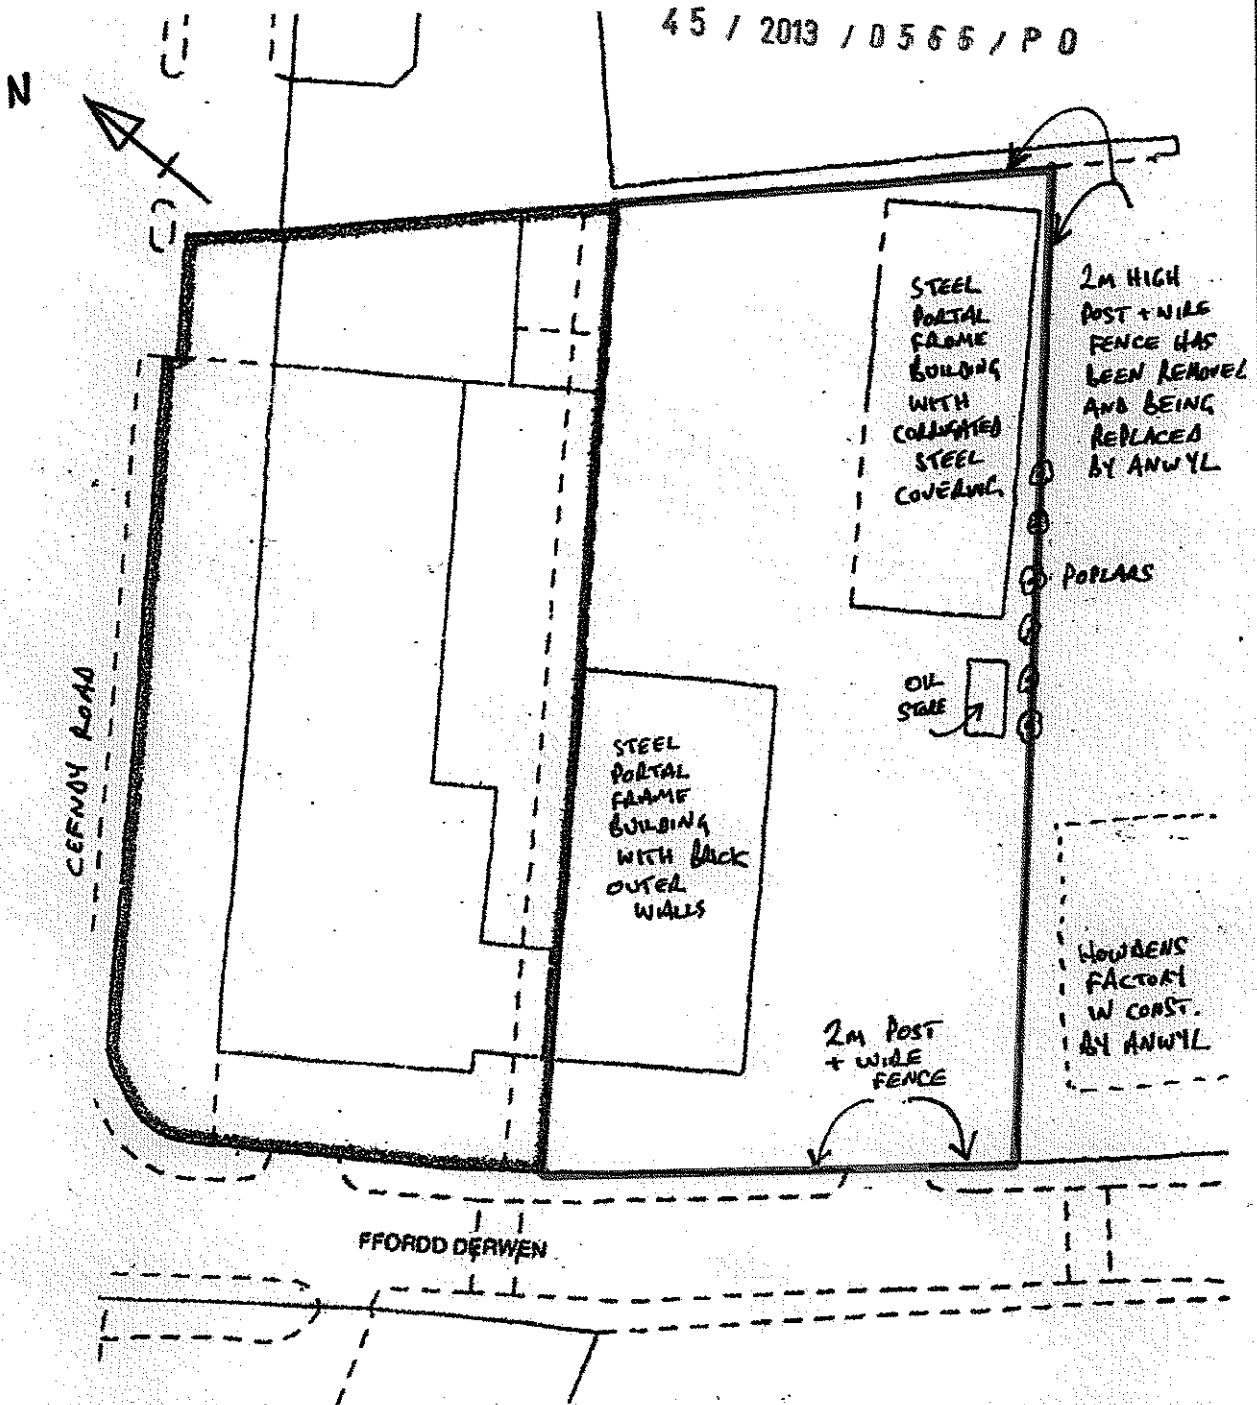 45 / 2013 / 0566 / PO
N
STEEL
PORTAL
FRAME
BUILDING
WITH
CORRUGATED
STEEL
COVERING
2M HIGH
POST + WIRE
FENCE HAS
BEEN REMOVED
AND BEING
REPLACED
BY ANWYL
POPLARS
OIL
STORE
CEFNDY ROAD
STEEL
PORTAL
FRAME
BUILDING
WITH BRICK
OUTER
WALLS
HOWDENS
FACTORY
IN CONST.
BY ANWYL
2M POST
+ WIRE
FENCE
FFORDD DERWEN